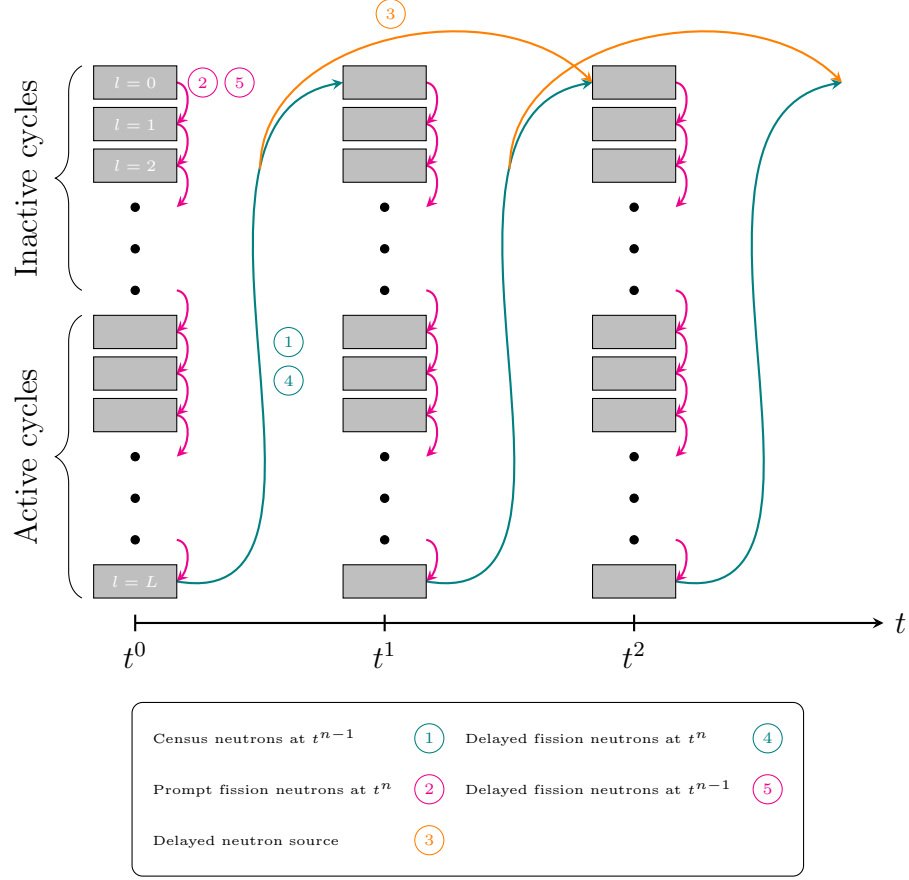 3
l = 0 2 5
l = 1
l = 2
Inactive cycles
1
4
Active cycles
l = L
t
t^0 t^1 t^2
Census neutrons at t^{n−1} 1 Delayed fission neutrons at t^n 4
Prompt fission neutrons at t^n 2 Delayed fission neutrons at t^{n−1} 5
Delayed neutron source 3